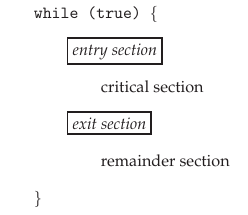 while (true) {
entry section
critical section
exit section
remainder section
}